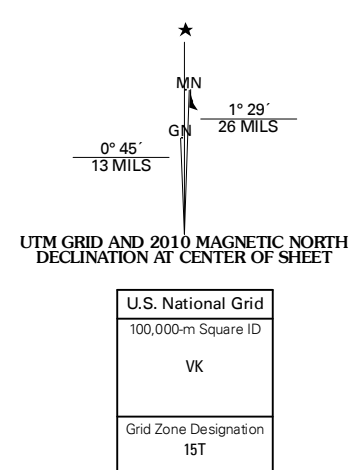 ★
MN
1° 29´
26 MILS
GN
0° 45´
13 MILS
UTM GRID AND 2010 MAGNETIC NORTH
DECLINATION AT CENTER OF SHEET
U.S. National Grid
100,000-m Square ID
VK
Grid Zone Designation
15T